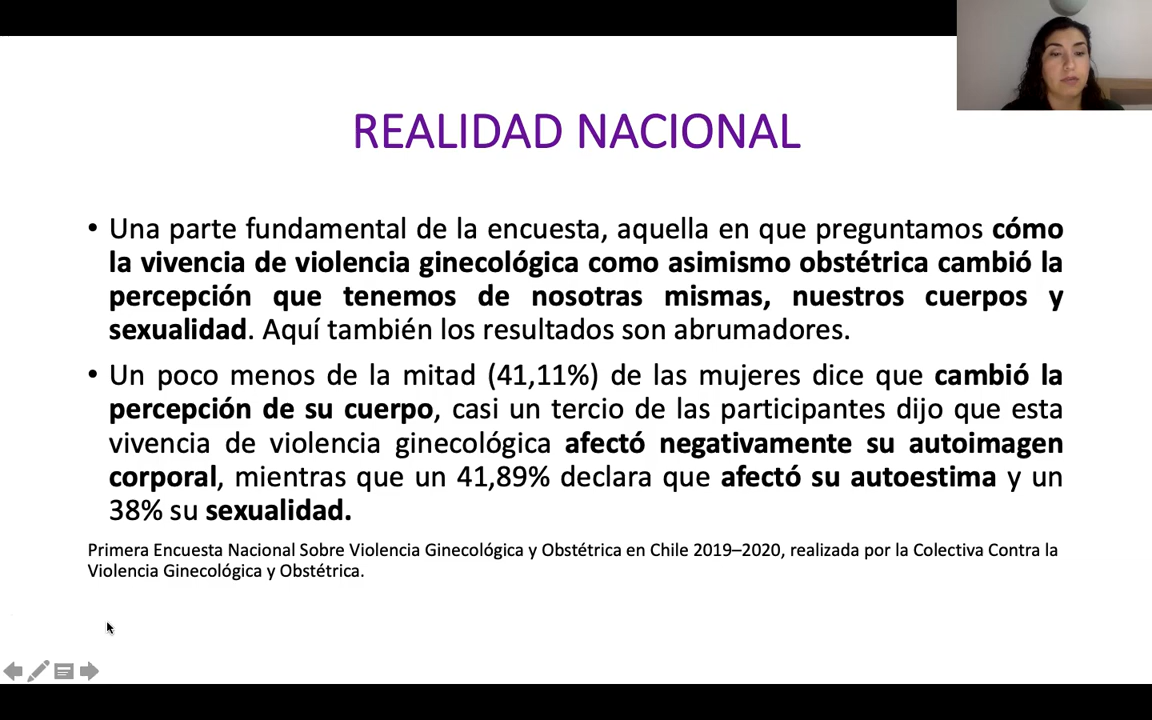 REALIDAD NACIONAL
• Una parte fundamental de la encuesta, aquella en que preguntamos cómo
la vivencia de violencia ginecológica como asimismo obstétrica cambió la
percepción que tenemos de nosotras mismas, nuestros cuerpos y
sexualidad. Aquí también los resultados son abrumadores.
• Un poco menos de la mitad (41,11%) de las mujeres dice que cambió la
percepción de su cuerpo, casi un tercio de las participantes dijo que esta
vivencia de violencia ginecológica afectó negativamente su autoimagen
corporal, mientras que un 41,89% declara que afectó su autoestima y un
38% su sexualidad.
Primera Encuesta Nacional Sobre Violencia Ginecológica y Obstétrica en Chile 2019–2020, realizada por la Colectiva Contra la
Violencia Ginecológica y Obstétrica.